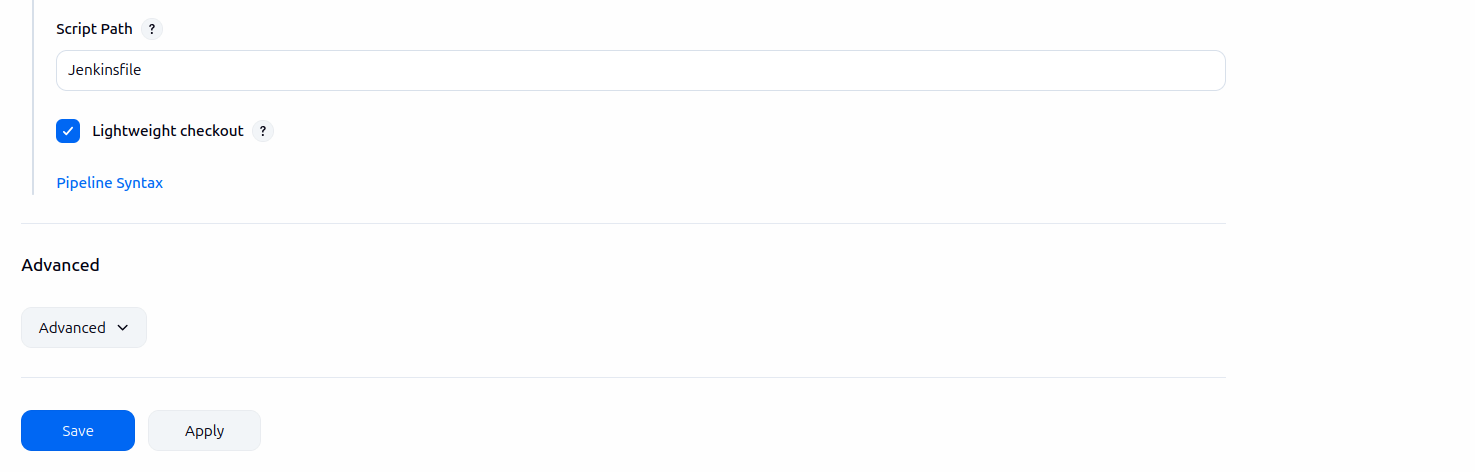 Script Path ?
Jenkinsfile
Lightweight checkout ?
Pipeline Syntax
Advanced
Advanced
Save Apply